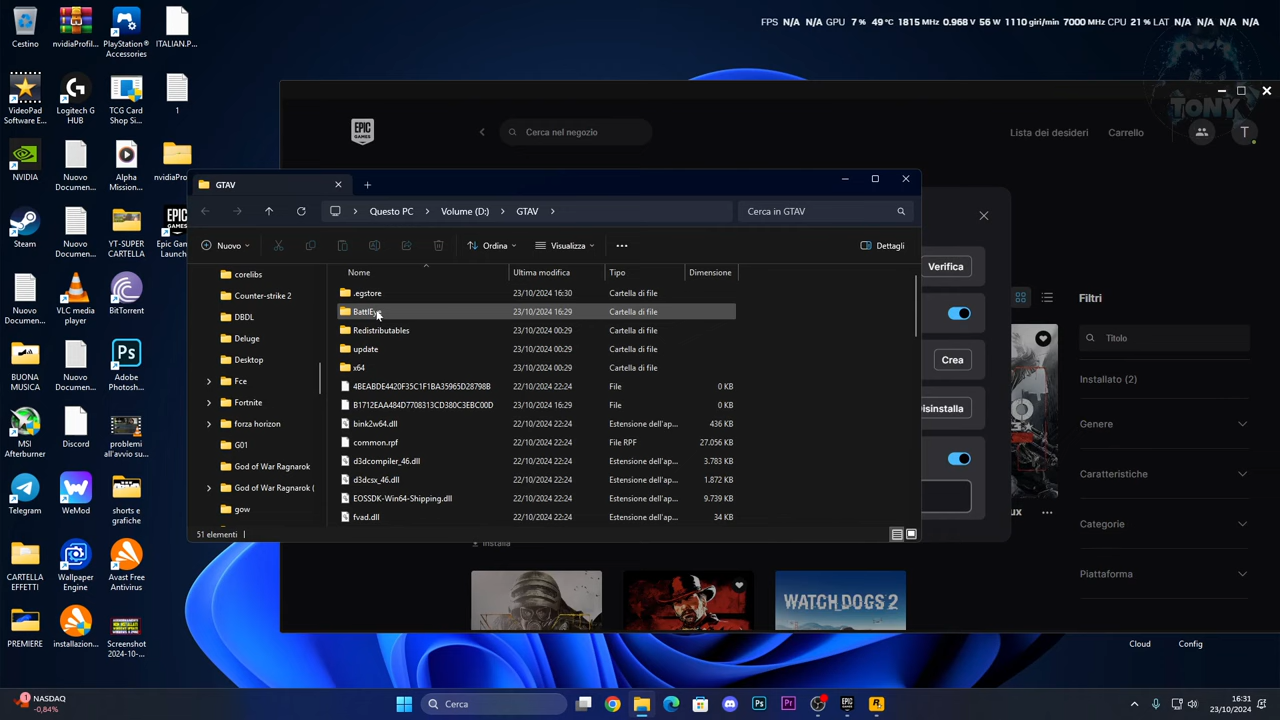 FPS N/A N/A GPU 7 % 49 °C 1815 MHz 0.968 V 56 W 1110 giri/min 7000 MHz CPU 21 % LAT N/A N/A N/A N/A
Cestino
nvidiaProfil...
PlayStation® Accessories
ITALIAN.P...
VideoPad Software E...
Logitech G HUB
TCG Card Shop Si...
1
NVIDIA
Nuovo Documen...
Alpha Mission...
nvidiaPro
Steam
Nuovo Documen...
YT-SUPER CARTELLA
Epic Gam
Launch
Nuovo Documen...
VLC media player
BitTorrent
BUONA MUSICA
Nuovo Documen...
Adobe Photosh...
MSI Afterburner
Discord
problemi all'avvio su...
Telegram
WeMod
shorts e grafiche
CARTELLA EFFETTI
Wallpaper Engine
Avast Free Antivirus
PREMIERE
installazion...
Screenshot 2024-10-...
TONY
EPIC GAMES
Cerca nel negozio
Lista dei desideri
Carrello
T
GTAV
Questo PC
Volume (D:)
GTAV
Cerca in GTAV
Nuovo
Ordina
Visualizza
Dettagli
corelibs
Counter-strike 2
DBDL
Deluge
Desktop
Fce
Fortnite
forza horizon
G01
God of War Ragnarok
God of War Ragnarok (
gow
Nome Ultima modifica Tipo Dimensione
.egstore 23/10/2024 16:30 Cartella di file
BattlEye 23/10/2024 16:29 Cartella di file
Redistributables 23/10/2024 00:29 Cartella di file
update 23/10/2024 00:29 Cartella di file
x64 23/10/2024 00:29 Cartella di file
4BEABDE4420F35C1F1BA35965D28798B 22/10/2024 22:24 File 0 KB
B1712EAA484D7708313CD380C3EBC00D 23/10/2024 16:29 File 0 KB
bink2w64.dll 22/10/2024 22:24 Estensione dell'ap... 436 KB
common.rpf 22/10/2024 22:24 File RPF 27.056 KB
d3dcompiler_46.dll 22/10/2024 22:24 Estensione dell'ap... 3.783 KB
d3dcsx_46.dll 22/10/2024 22:24 Estensione dell'ap... 1.872 KB
EOSSDK-Win64-Shipping.dll 22/10/2024 22:24 Estensione dell'ap... 9.739 KB
fvad.dll 22/10/2024 22:24 Estensione dell'ap... 34 KB
51 elementi
Verifica
Crea
isinstalla
Filtri
Titolo
Installato (2)
Genere
Caratteristiche
Categorie
Piattaforma
ux
Installa
WATCH DOGS 2
Cloud
Config
NASDAQ
-0,84%
1
Cerca
16:31
23/10/2024